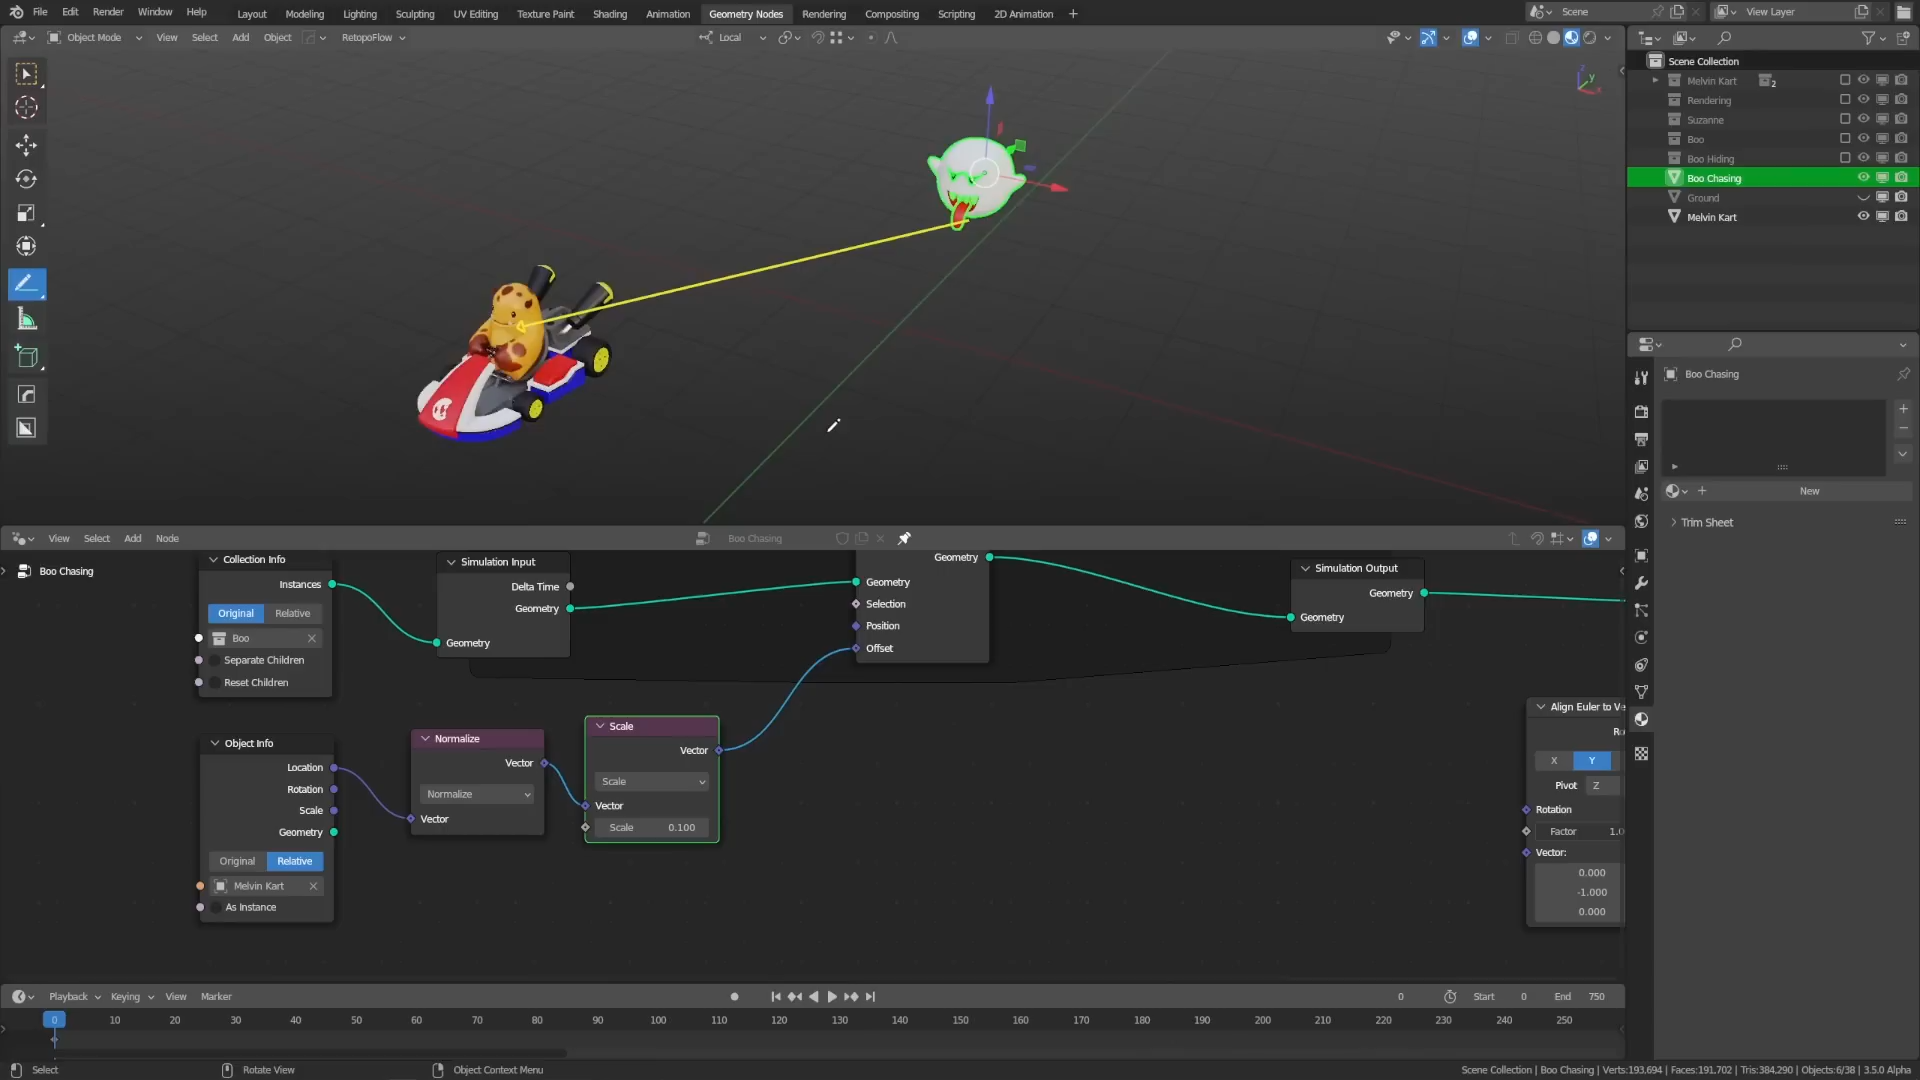 File Edit Render Window Help Layout Modeling Lighting Sculpting UV Editing Texture Paint Shading Animation Geometry Nodes Rendering Compositing Scripting 2D Animation + Scene View Layer
Object Mode View Select Add Object RetopoFlow Local
Scene Collection
Melvin Kart 2
Rendering
Suzanne
Boo
Boo Hiding
Boo Chasing
Ground
Melvin Kart
Boo Chasing
New
Trim Sheet
View Select Add Node Boo Chasing
Boo Chasing
Collection Info
Instances
Original Relative
Boo
Separate Children
Reset Children
Simulation Input
Delta Time
Geometry
Geometry
Geometry
Geometry
Selection
Position
Offset
Simulation Output
Geometry
Geometry
Object Info
Location
Rotation
Scale
Geometry
Original Relative
Melvin Kart
As Instance
Normalize
Vector
Normalize
Vector
Scale
Vector
Scale
Vector
Scale 0.100
Align Euler to Ve
Ro
X Y
Pivot Z
Rotation
Factor 1.0
Vector:
0.000
-1.000
0.000
Playback Keying View Marker 0 Start 0 End 750
0 10 20 30 40 50 60 70 80 90 100 110 120 130 140 150 160 170 180 190 200 210 220 230 240 250
Select Rotate View Object Context Menu Scene Collection | Boo Chasing | Verts:193,694 | Faces:191,702 | Tris:384,290 | Objects:6/38 | 3.5.0 Alpha